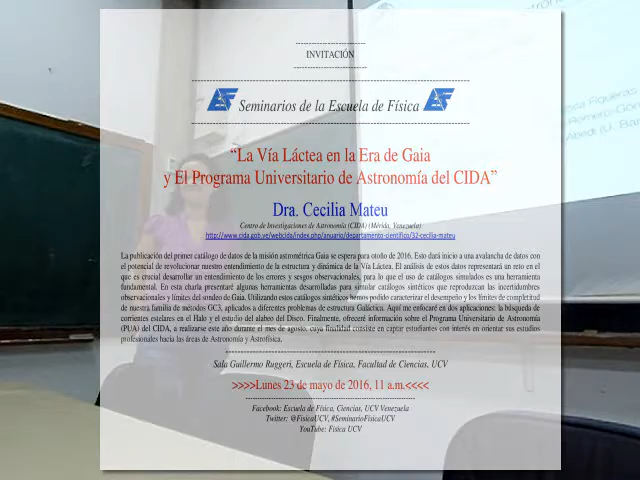 INVITACIÓN
Seminarios de la Escuela de Física
“La Vía Láctea en la Era de Gaia
y El Programa Universitario de Astronomía del CIDA”
Dra. Cecilia Mateu
Centro de Investigaciones de Astronomía (CIDA) (Mérida, Venezuela)
http://www.cida.gob.ve/webcida/index.php/anuario/departamento-cientifico/32-cecilia-mateu
La publicación del primer catálogo de datos de la misión astrométrica Gaia se espera para otoño de 2016. Esto dará inicio a una avalancha de datos con
el potencial de revolucionar nuestro entendimiento de la estructura y dinámica de la Vía Láctea. El análisis de estos datos representará un reto en el
que es crucial desarrollar un entendimiento de los errores y sesgos observacionales, para lo que el uso de catálogos simulados es una herramienta
fundamental. En esta charla presentaré algunas herramientas desarrolladas para simular catálogos sintéticos que reproduzcan las incertidumbres
observacionales y límites del sondeo de Gaia. Utilizando estos catálogos sintéticos hemos podido caracterizar el desempeño y los límites de completitud
de nuestra familia de métodos GC3, aplicados a diferentes problemas de estructura Galáctica. Aquí me enfocaré en dos aplicaciones: la búsqueda de
corrientes estelares en el Halo y el estudio del alabeo del Disco. Finalmente, ofreceré información sobre el Programa Universitario de Astronomía
(PUA) del CIDA, a realizarse este año durante el mes de agosto, cuya finalidad consiste en captar estudiantes con interés en orientar sus estudios
profesionales hacia las áreas de Astronomía y Astrofísica.
Sala Guillermo Ruggeri, Escuela de Física, Facultad de Ciencias, UCV
>>>>Lunes 23 de mayo de 2016, 11 a.m.<<<<
Facebook: Escuela de Física, Ciencias, UCV Venezuela
Twitter: @FisicaUCV, #SeminarioFisicaUCV
YouTube: Fisica UCV
Figueras
Romero-Gó
Abedi (U. Bar